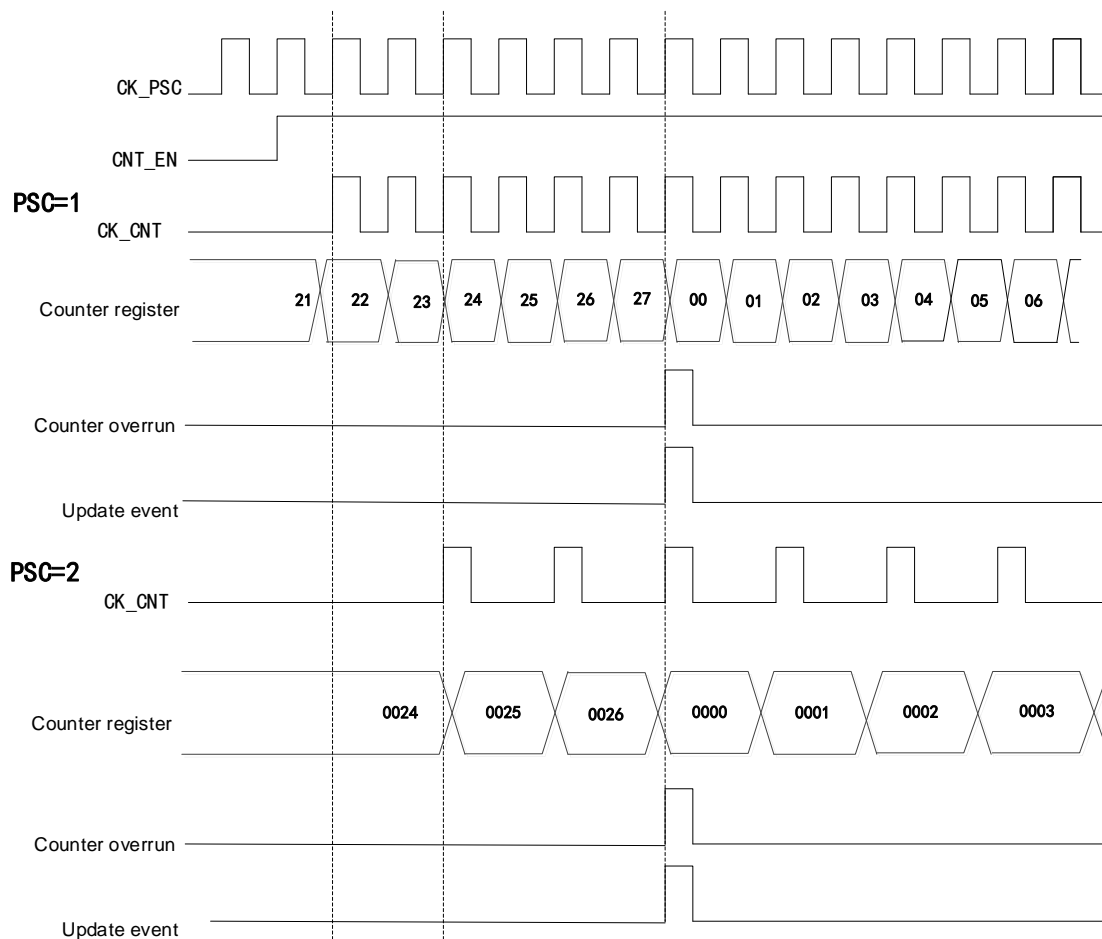 CK_PSC
CNT_EN
PSC=1
CK_CNT
Counter register 21 22 23 24 25 26 27 00 01 02 03 04 05 06
Counter overrun
Update event
PSC=2
CK_CNT
Counter register 0024 0025 0026 0000 0001 0002 0003
Counter overrun
Update event